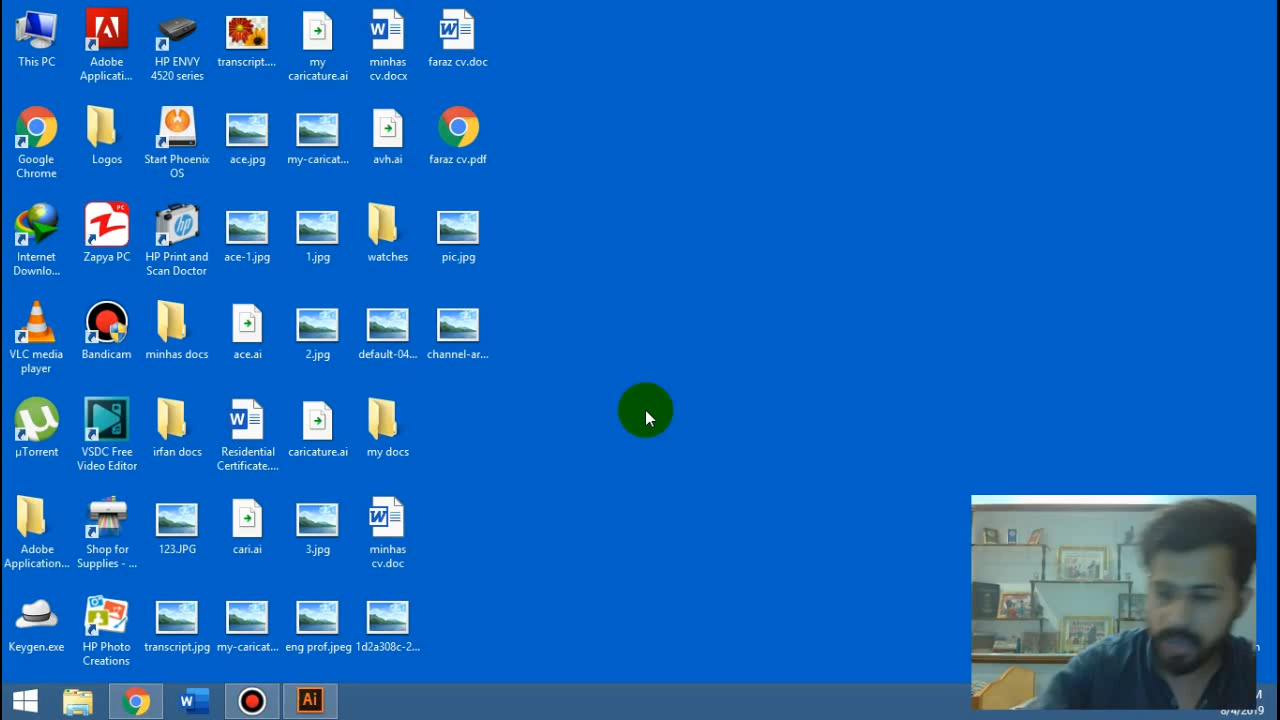 This PC
Adobe
Applicati...
HP ENVY
4520 series
transcript....
my
caricature.ai
minhas
cv.docx
faraz cv.doc
Google
Chrome
Logos
Start Phoenix
OS
ace.jpg
my-caricat...
avh.ai
faraz cv.pdf
Internet
Downlo...
Zapya PC
HP Print and
Scan Doctor
ace-1.jpg
1.jpg
watches
pic.jpg
VLC media
player
Bandicam
minhas docs
ace.ai
2.jpg
default-04...
channel-ar...
µTorrent
VSDC Free
Video Editor
irfan docs
Residential
Certificate....
caricature.ai
my docs
Adobe
Application...
Shop for
Supplies - ...
123.JPG
cari.ai
3.jpg
minhas
cv.doc
Keygen.exe
HP Photo
Creations
transcript.jpg
my-caricat...
eng prof.jpeg
1d2a308c-2...
Ai
8/4/2019